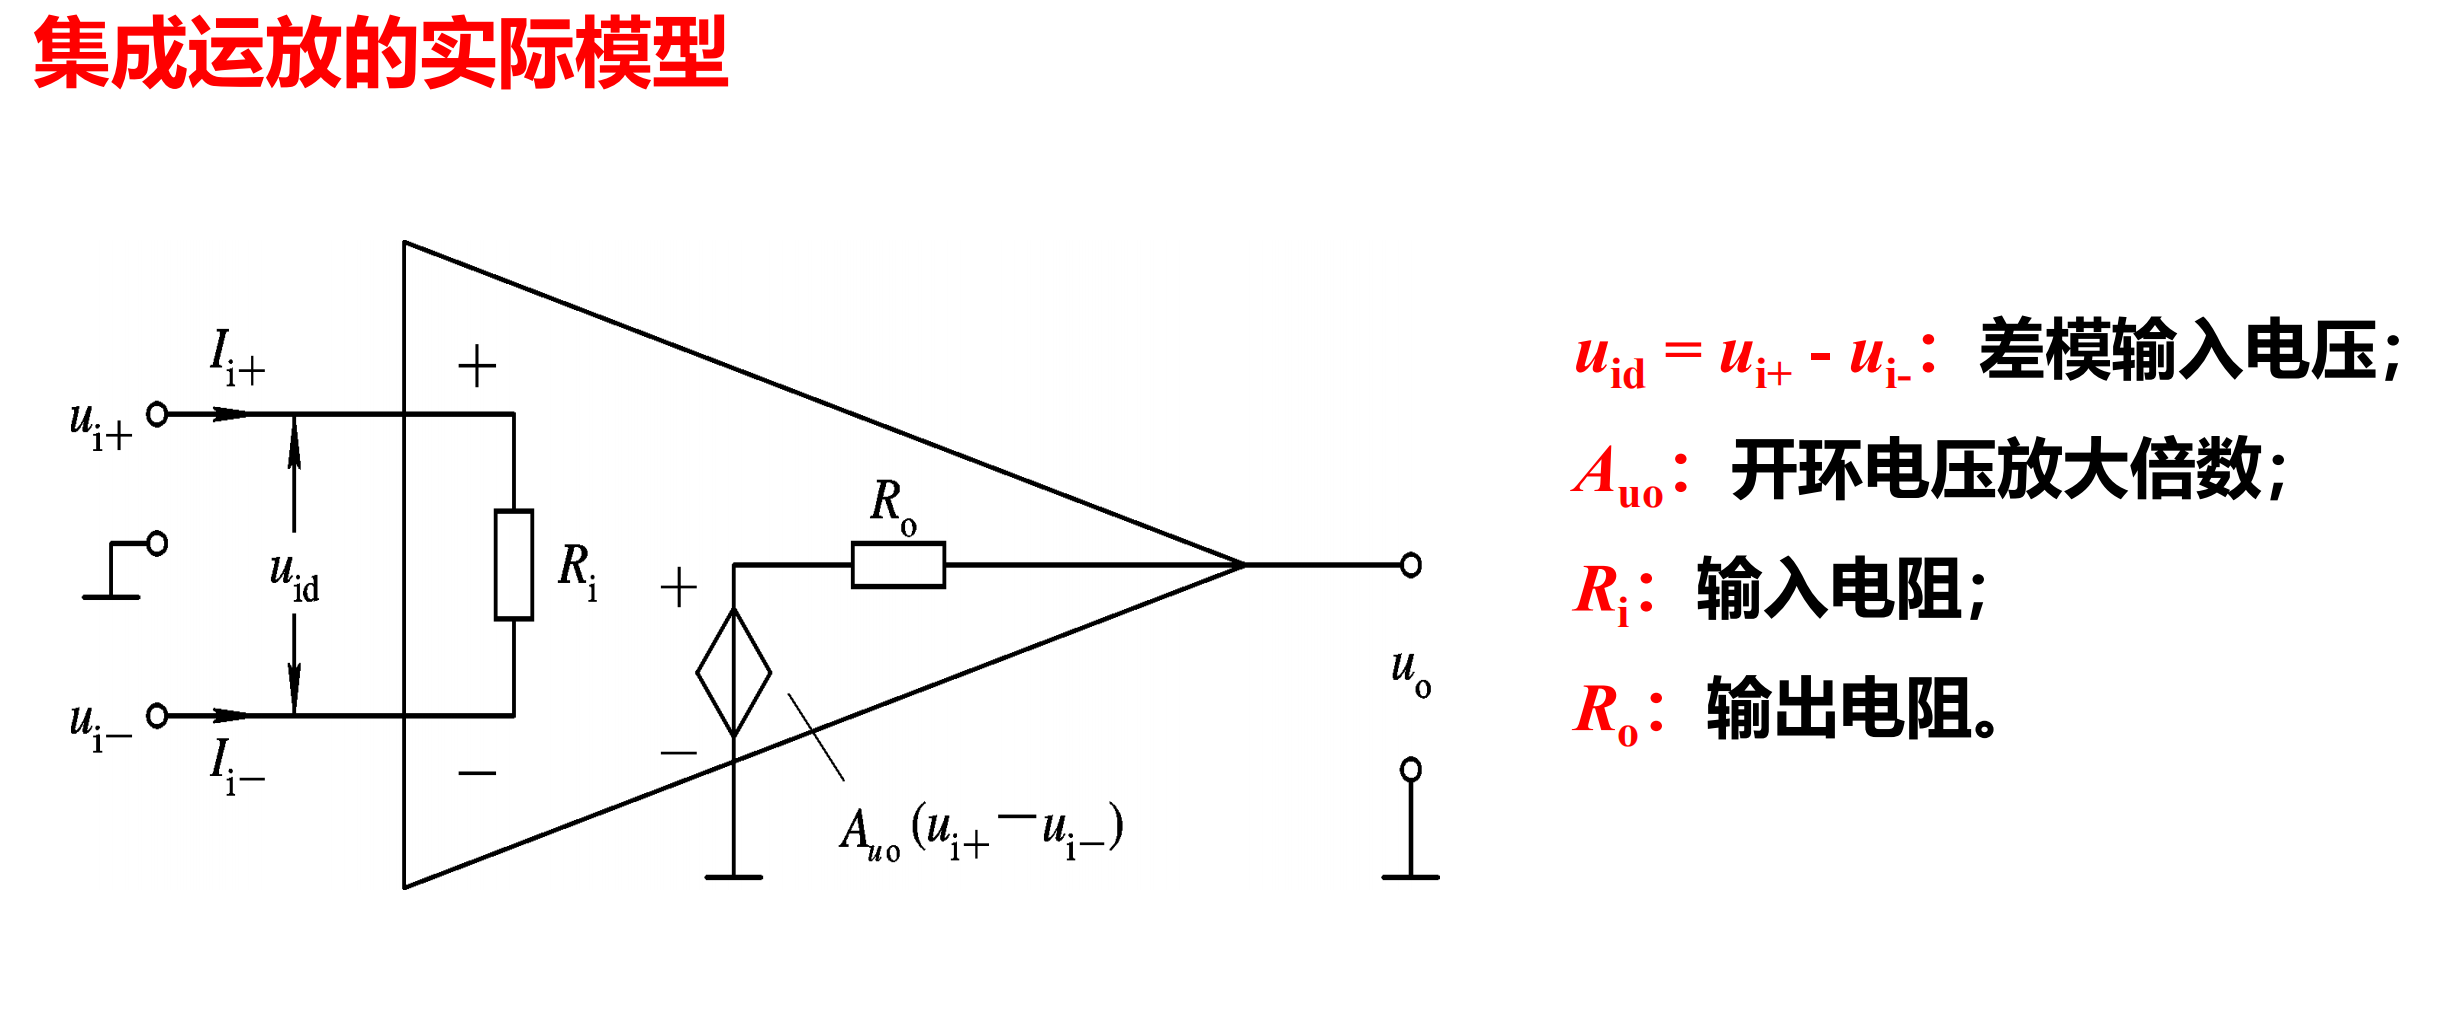 集成运放的实际模型
I_{i+}
+
u_{i+}
u_{id}
R_i
u_{i−}
I_{i−}
−
R_o
+
−
A_{uo}(u_{i+}−u_{i−})
u_o
u_{id} = u_{i+} - u_{i-}：差模输入电压；
A_{uo}：开环电压放大倍数；
R_i：输入电阻；
R_o：输出电阻。